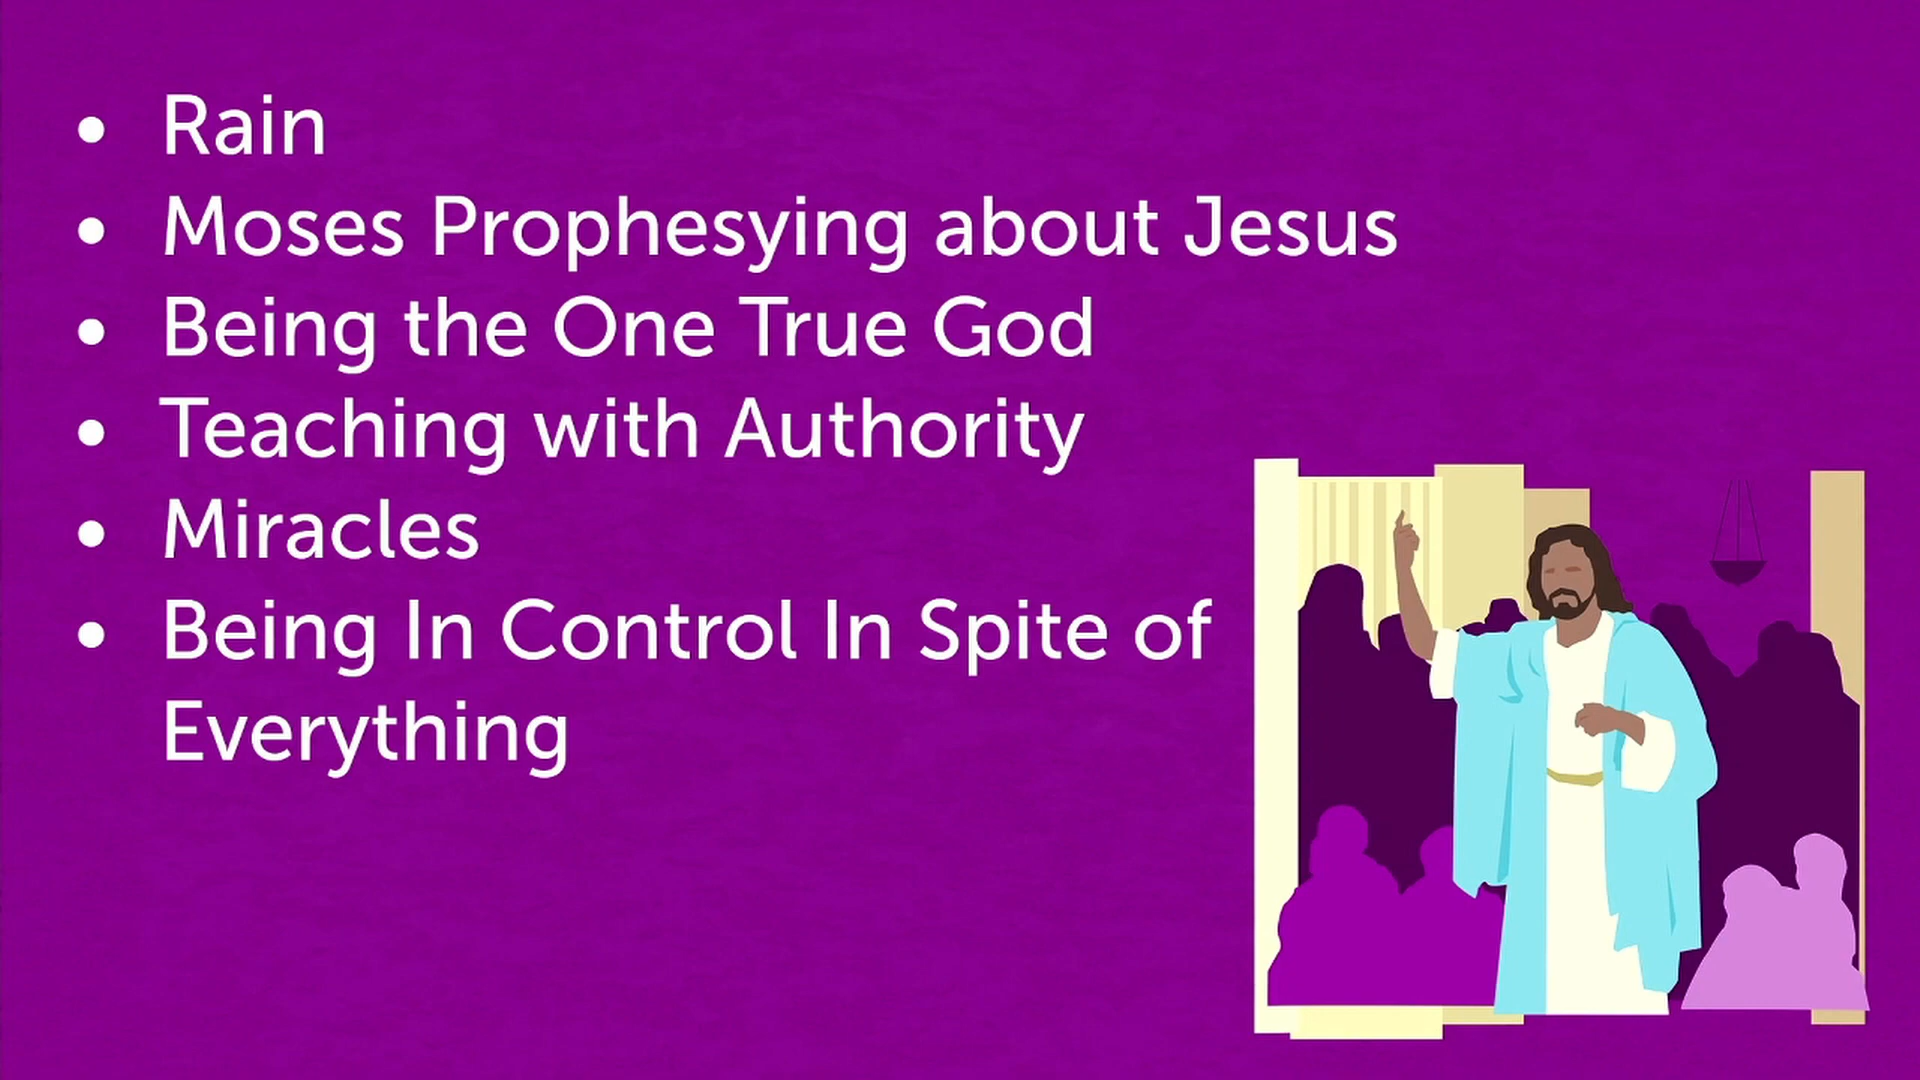 • Rain
• Moses Prophesying about Jesus
• Being the One True God
• Teaching with Authority
• Miracles
• Being In Control In Spite of
Everything